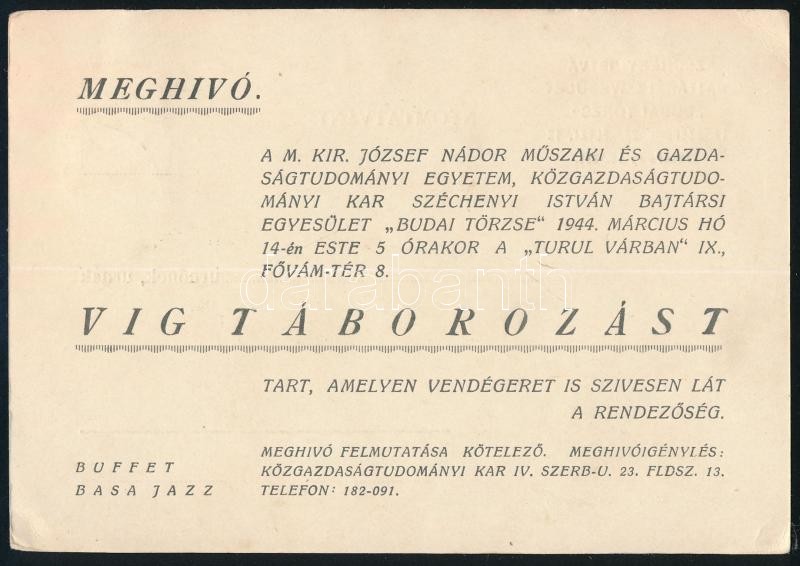 MEGHIVÓ.
A M. KIR. JÓZSEF NÁDOR MŰSZAKI ÉS GAZDA-
SÁGTUDOMÁNYI EGYETEM, KÖZGAZDASÁGTUDO-
MÁNYI KAR SZÉCHENYI ISTVÁN BAJTÁRSI
EGYESÜLET „BUDAI TÖRZSE" 1944. MÁRCIUS HÓ
14-én ESTE 5 ÓRAKOR A „TURUL VÁRBAN" IX.,
FŐVÁM-TÉR 8.
darabanth
VIG TÁBOROZÁST
TART, AMELYEN VENDÉGERET IS SZIVESEN LÁT
A RENDEZŐSÉG.
BUFFET
BASA JAZZ
MEGHIVÓ FELMUTATÁSA KÖTELEZŐ. MEGHIVÓIGÉNYLÉS:
KÖZGAZDASÁGTUDOMÁNYI KAR IV. SZERB-U. 23. FLDSZ. 13.
TELEFON: 182-091.